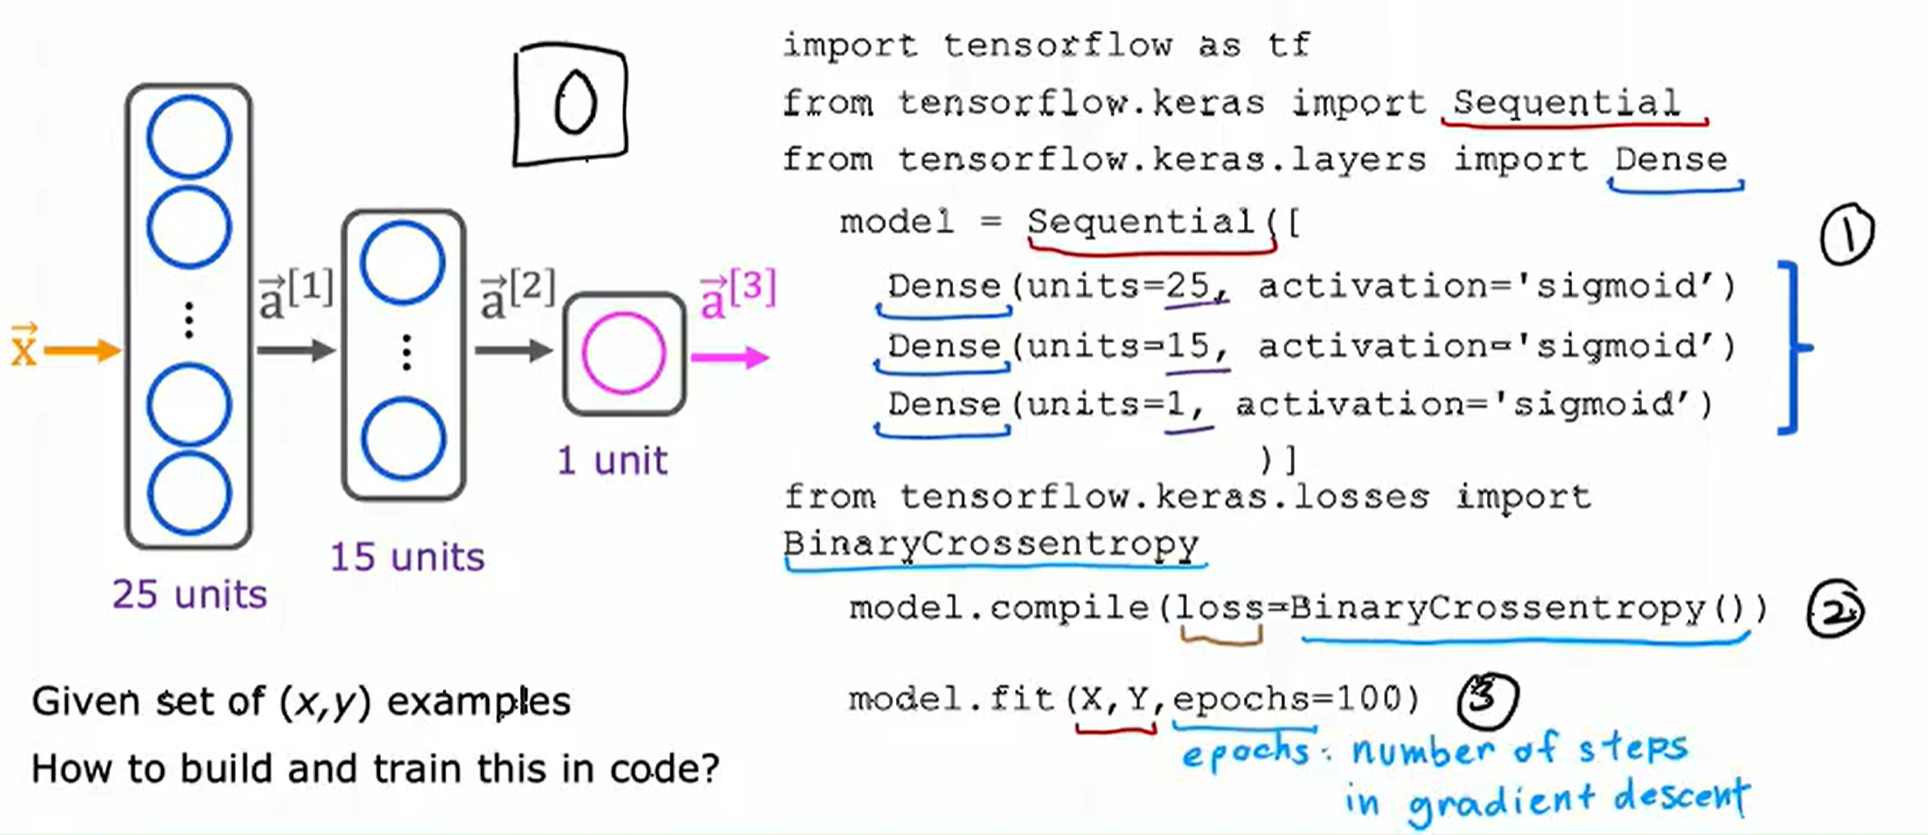 0
x⃗
a⃗[1]
a⃗[2]
a⃗[3]
25 units
15 units
1 unit
Given set of (x,y) examples
How to build and train this in code?
import tensorflow as tf
from tensorflow.keras import Sequential
from tensorflow.keras.layers import Dense
model = Sequential([
1
Dense(units=25, activation='sigmoid')
Dense(units=15, activation='sigmoid')
Dense(units=1, activation='sigmoid')
)]
from tensorflow.keras.losses import
BinaryCrossentropy
model.compile(loss=BinaryCrossentropy()) 2
model.fit(X,Y,epochs=100) 3
epochs: number of steps
in gradient descent